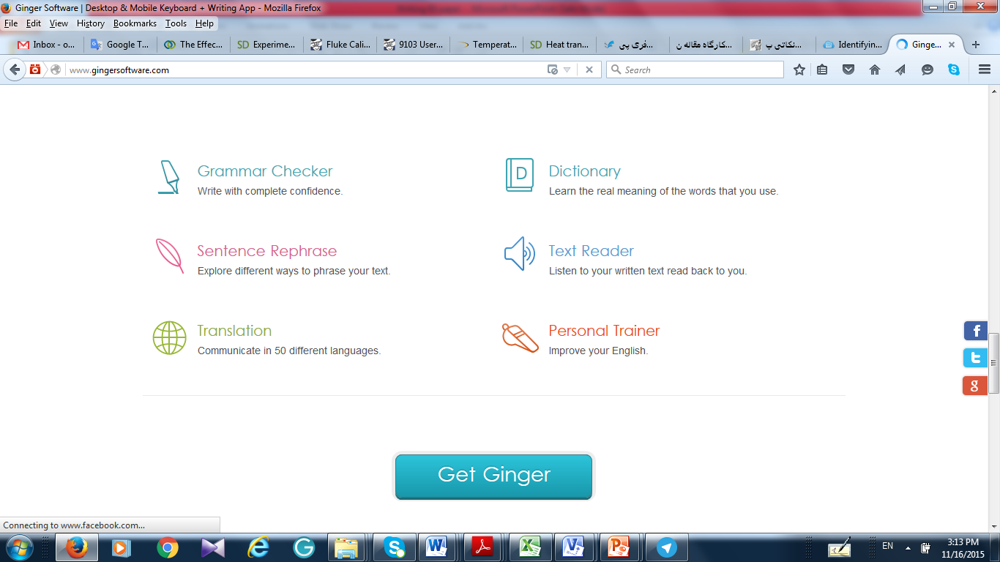 Ginger Software | Desktop & Mobile Keyboard + Writing App - Mozilla Firefox
File Edit View History Bookmarks Tools Help
Inbox - o... Google T... The Effec... Experime... Fluke Cali... 9103 User... Temperat... Heat tran... فری پی... کارگاه مقاله ن... نکاتی پ... Identifyin... Ginge...
www.gingersoftware.com Search
Grammar Checker
Write with complete confidence.
Dictionary
Learn the real meaning of the words that you use.
Sentence Rephrase
Explore different ways to phrase your text.
Text Reader
Listen to your written text read back to you.
Translation
Communicate in 50 different languages.
Personal Trainer
Improve your English.
Get Ginger
Connecting to www.facebook.com...
EN
3:13 PM
11/16/2015